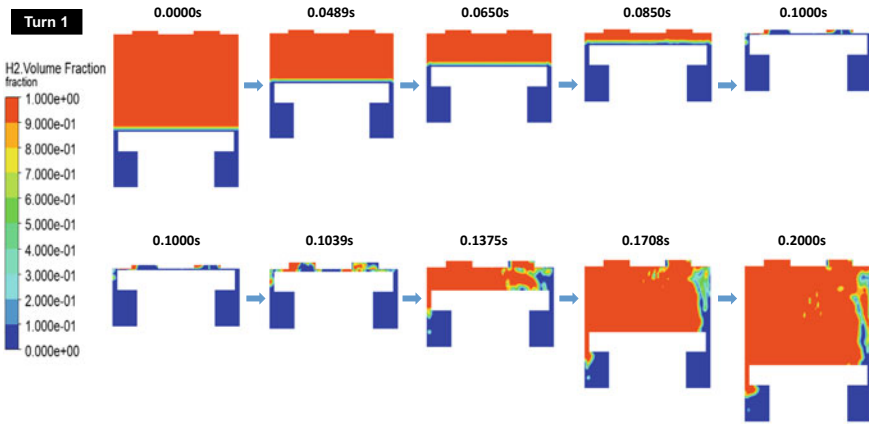 Turn 1
0.0000s
0.0489s
0.0650s
0.0850s
0.1000s
H2.Volume Fraction
fraction
1.000e+00
9.000e-01
8.000e-01
7.000e-01
6.000e-01
5.000e-01
4.000e-01
3.000e-01
2.000e-01
1.000e-01
0.000e+00
0.1000s
0.1039s
0.1375s
0.1708s
0.2000s